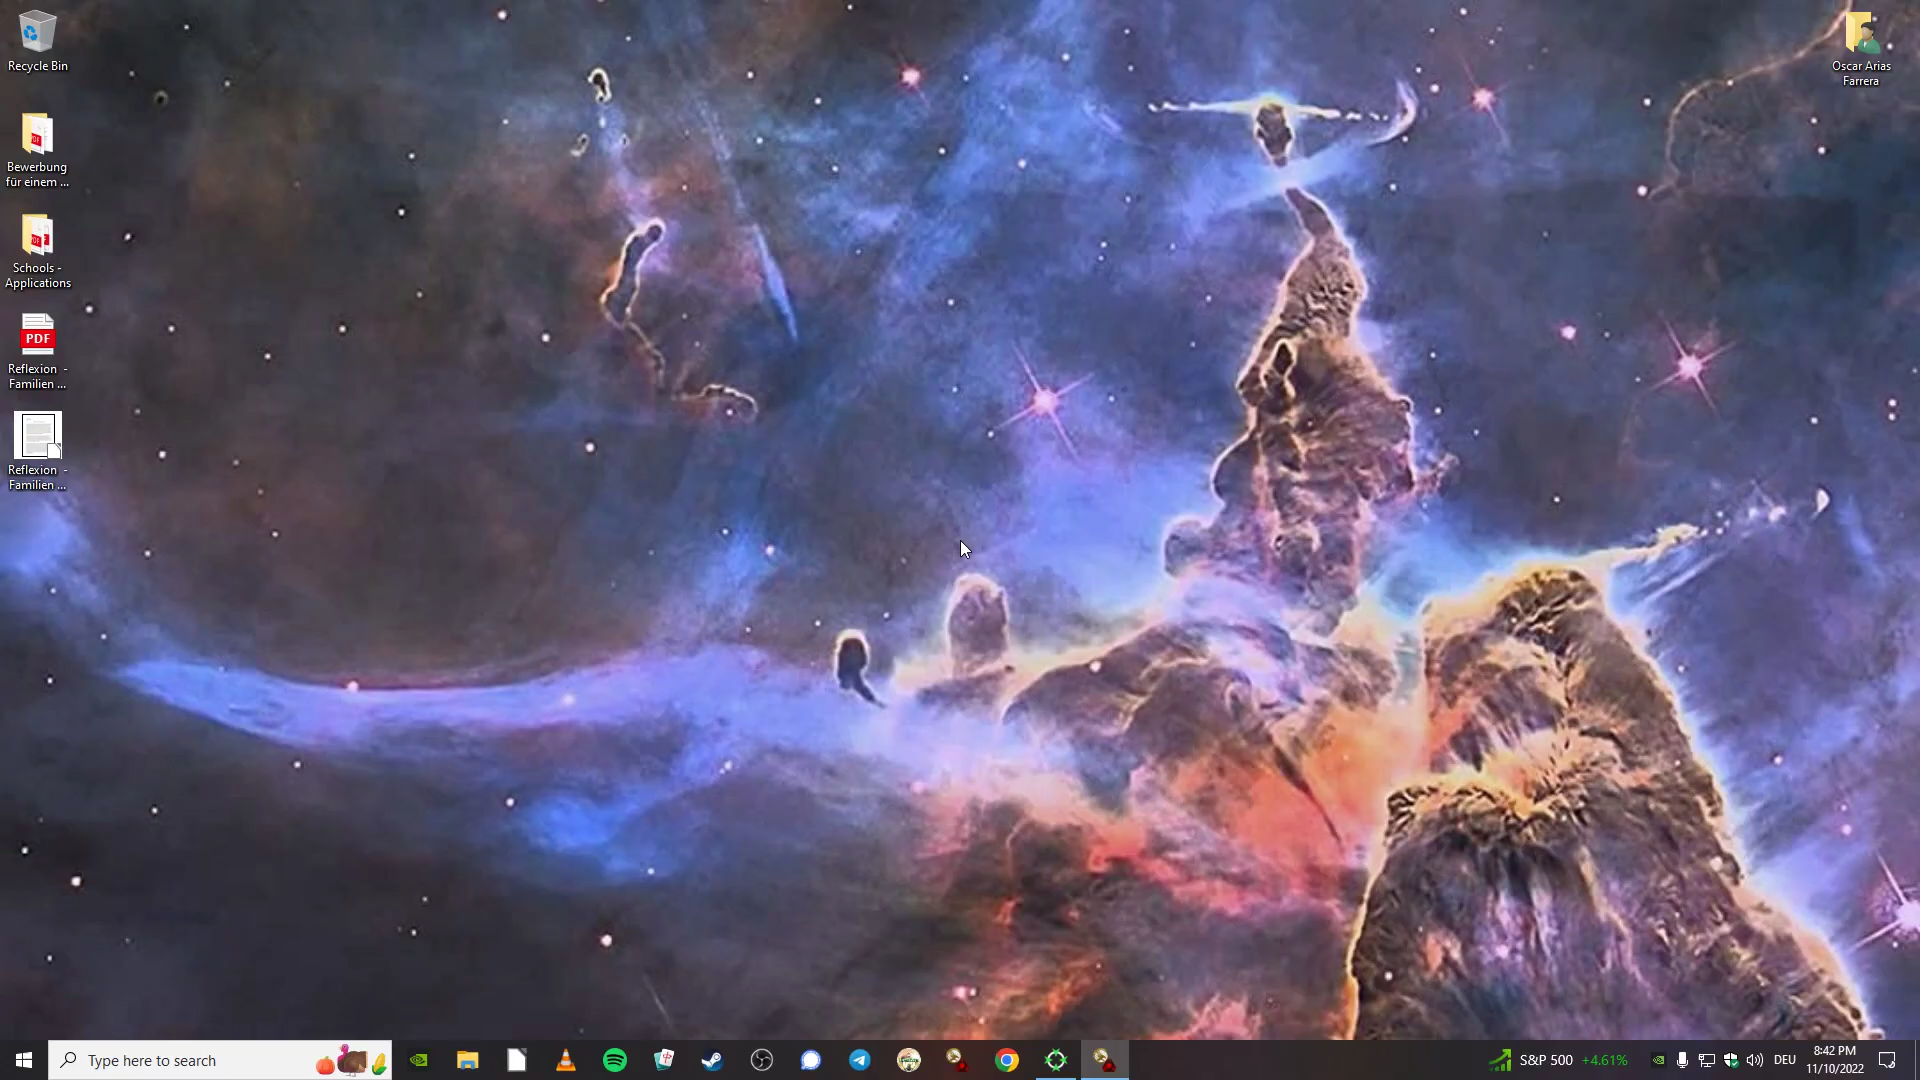 Recycle Bin
Oscar Arias
Farrera
Bewerbung
für einem ...
PDF
Schools -
Applications
PDF
Reflexion -
Familien ...
Reflexion -
Familien ...
Type here to search
S&P 500 +4.61%
DEU
8:42 PM
11/10/2022